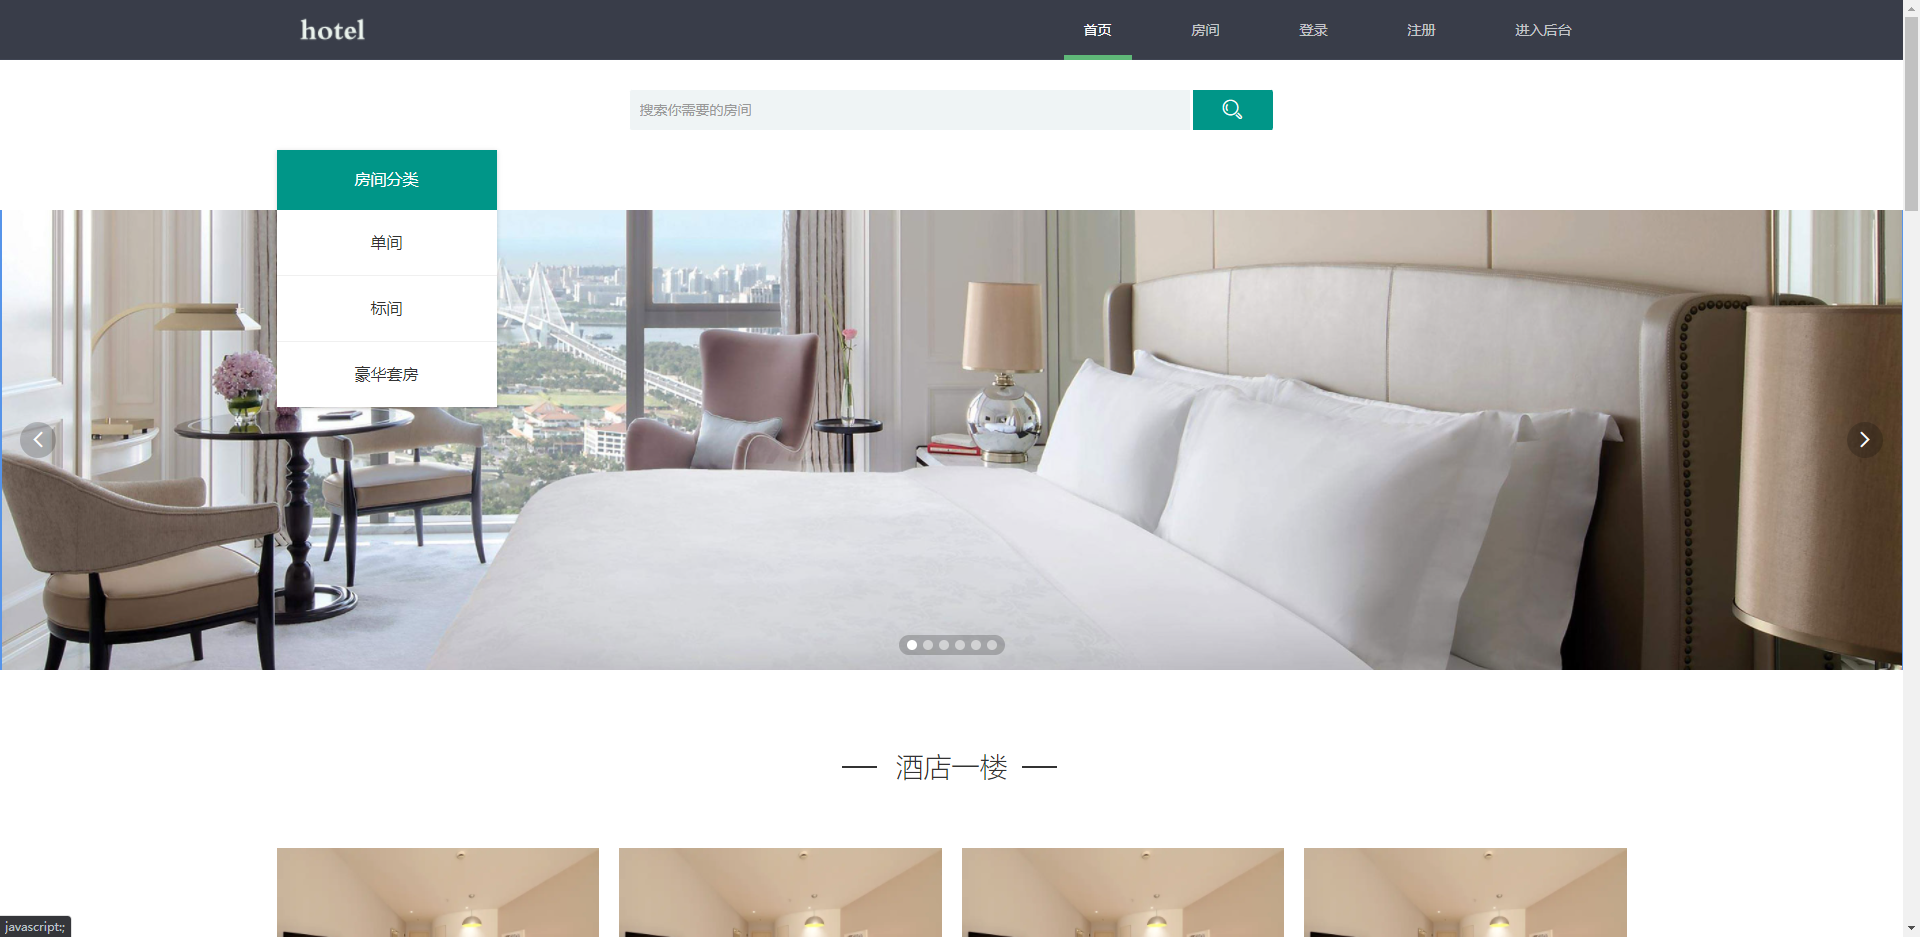 hotel
首页
房间
登录
注册
进入后台
搜索你需要的房间
房间分类
单间
标间
豪华套房
酒店一楼
javascript:;